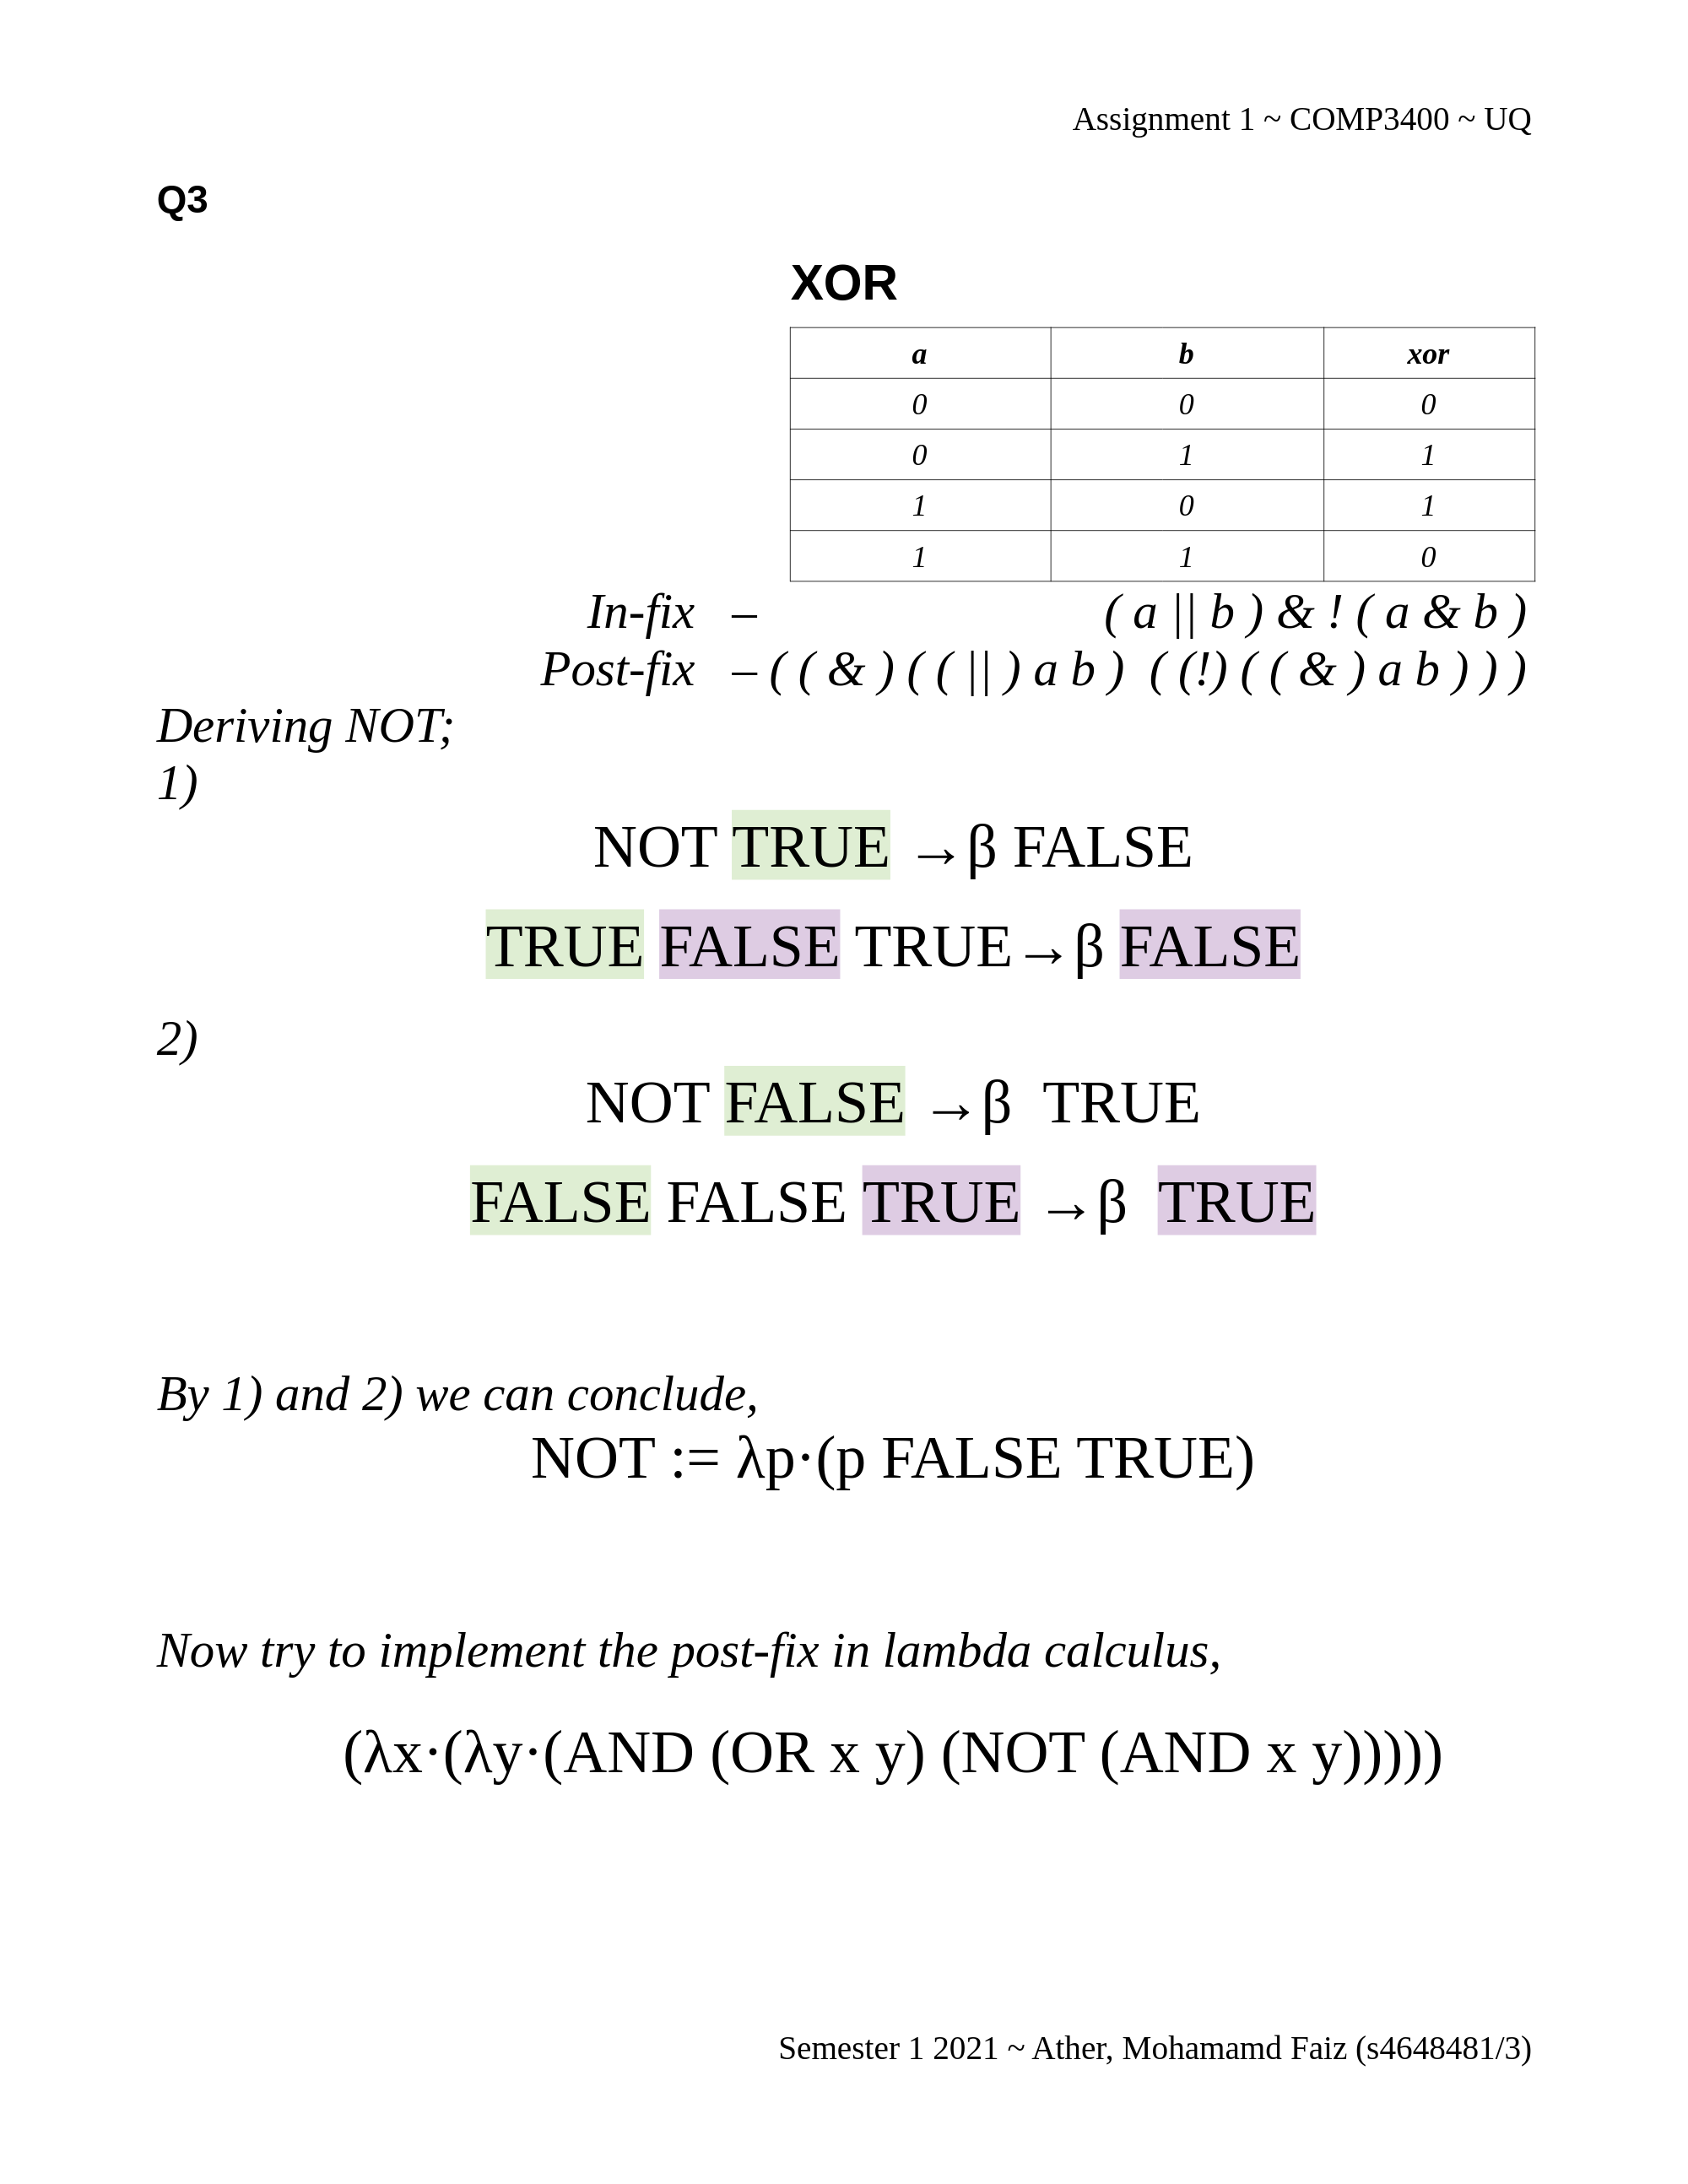 Assignment 1 ~ COMP3400 ~ UQ
Q3
XOR
a b xor
0 0 0
0 1 1
1 0 1
1 1 0
In-fix – ( a || b ) & ! ( a & b )
Post-fix – ( ( & ) ( ( || ) a b ) ( (!) ( ( & ) a b ) ) )
Deriving NOT;
1)
NOT TRUE →β FALSE
TRUE FALSE TRUE→β FALSE
2)
NOT FALSE →β TRUE
FALSE FALSE TRUE →β TRUE
By 1) and 2) we can conclude,
NOT := λp·(p FALSE TRUE)
Now try to implement the post-fix in lambda calculus,
(λx·(λy·(AND (OR x y) (NOT (AND x y)))))
Semester 1 2021 ~ Ather, Mohamamd Faiz (s4648481/3)